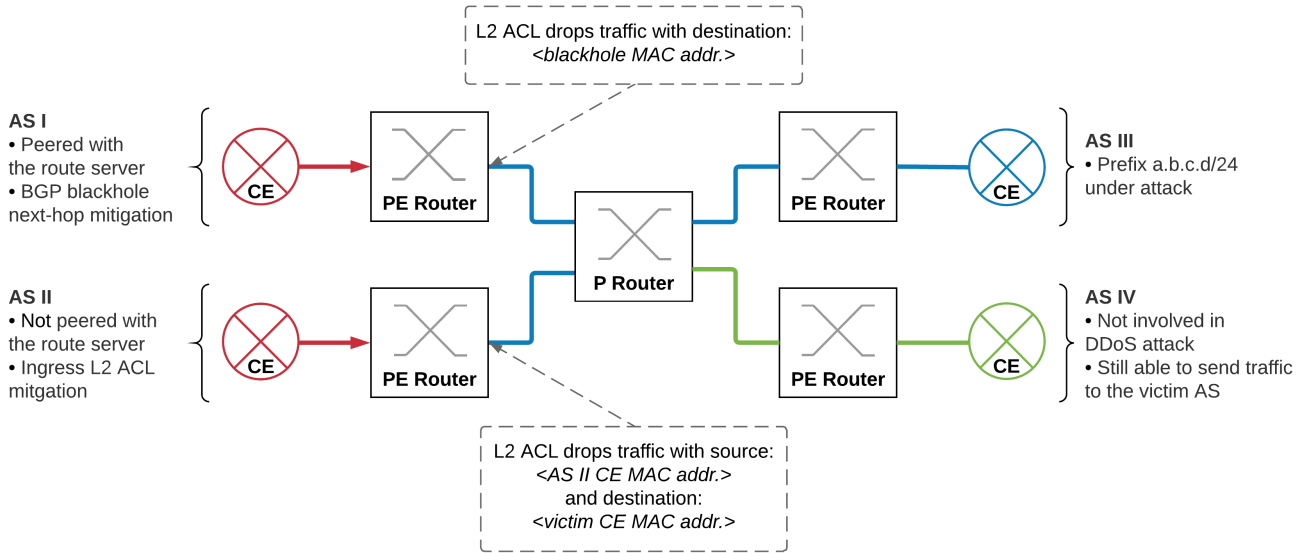 L2 ACL drops traffic with destination:
<blackhole MAC addr.>
AS I
• Peered with
the route server
• BGP blackhole
next-hop mitigation
CE
PE Router
PE Router
CE
AS III
• Prefix a.b.c.d/24
under attack
P Router
AS II
• Not peered with
the route server
• Ingress L2 ACL
mitgation
CE
PE Router
PE Router
CE
AS IV
• Not involved in
DDoS attack
• Still able to send traffic
to the victim AS
L2 ACL drops traffic with source:
<AS II CE MAC addr.>
and destination:
<victim CE MAC addr.>